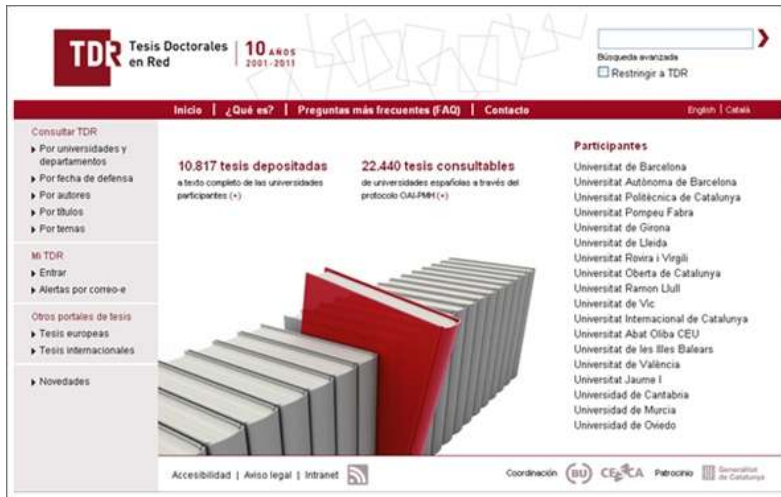 TDR Tesis Doctorales
en Red
10 AÑOS
2001-2011
Búsqueda avanzada
Restringir a TDR
Inicio | ¿Qué es? | Preguntas más frecuentes (FAQ) | Contacto
English | Català
Consultar TDR
Por universidades y
departamentos
Por fecha de defensa
Por autores
Por títulos
Por temas
Mi TDR
Entrar
Alertas por correo-e
Otros portales de tesis
Tesis europeas
Tesis internacionales
Novedades
10.817 tesis depositadas
a texto completo de las universidades
participantes (+)
22.440 tesis consultables
de universidades españolas a través del
protocolo OAI-PMH (+)
Participantes
Universitat de Barcelona
Universitat Autònoma de Barcelona
Universitat Politècnica de Catalunya
Universitat Pompeu Fabra
Universitat de Girona
Universitat de Lleida
Universitat Rovira i Virgili
Universitat Oberta de Catalunya
Universitat Ramon Llull
Universitat de Vic
Universitat Internacional de Catalunya
Universitat Abat Oliba CEU
Universitat de les Illes Balears
Universitat de València
Universitat Jaume I
Universidad de Cantabria
Universidad de Murcia
Universidad de Oviedo
Accesibilidad | Aviso legal | Intranet
Coordinación (BU) CESCA Patrocinio Generalitat
de Catalunya